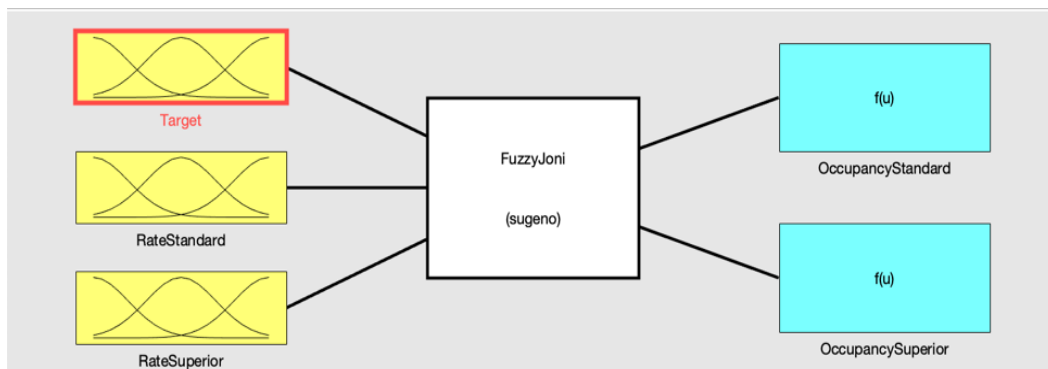 Target
RateStandard
RateSuperior
FuzzyJoni
(sugeno)
f(u)
OccupancyStandard
f(u)
OccupancySuperior